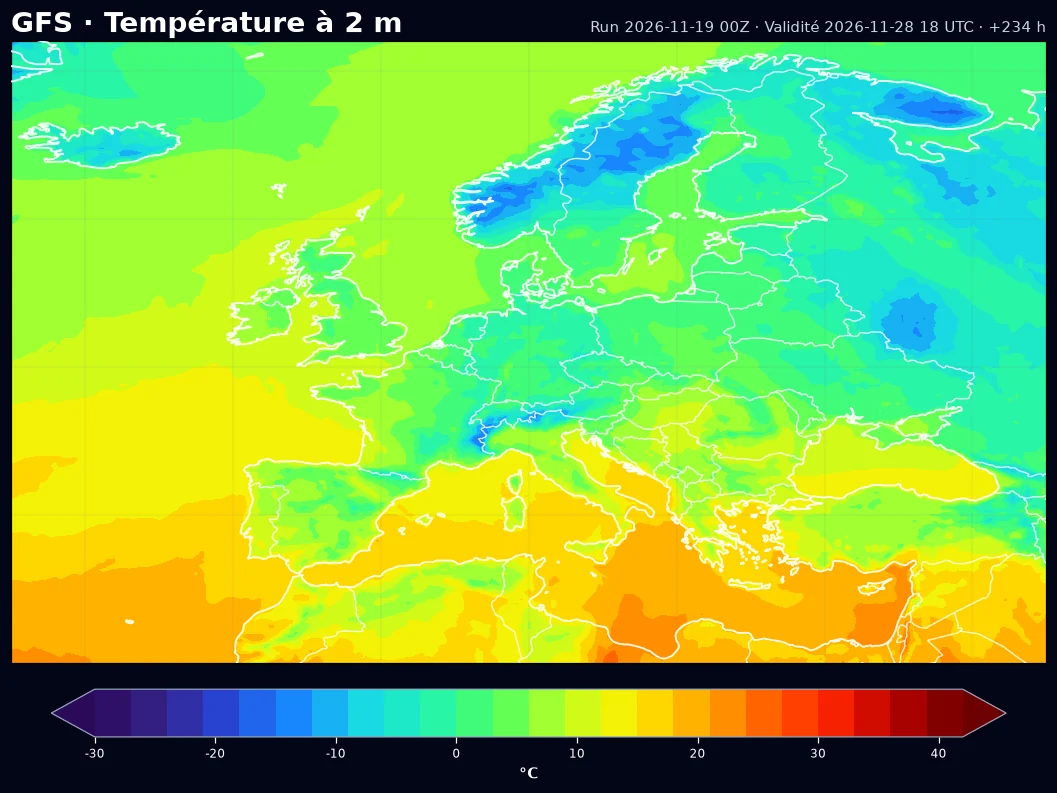 GFS · Température à 2 m
Run 2026-11-19 00Z · Validité 2026-11-28 18 UTC · +234 h
-30 -20 -10 0 10 20 30 40
°C